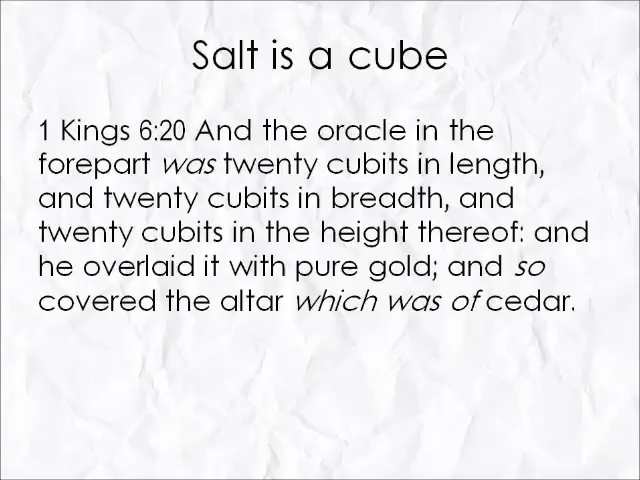 Salt is a cube
1 Kings 6:20 And the oracle in the
forepart was twenty cubits in length,
and twenty cubits in breadth, and
twenty cubits in the height thereof: and
he overlaid it with pure gold; and so
covered the altar which was of cedar.